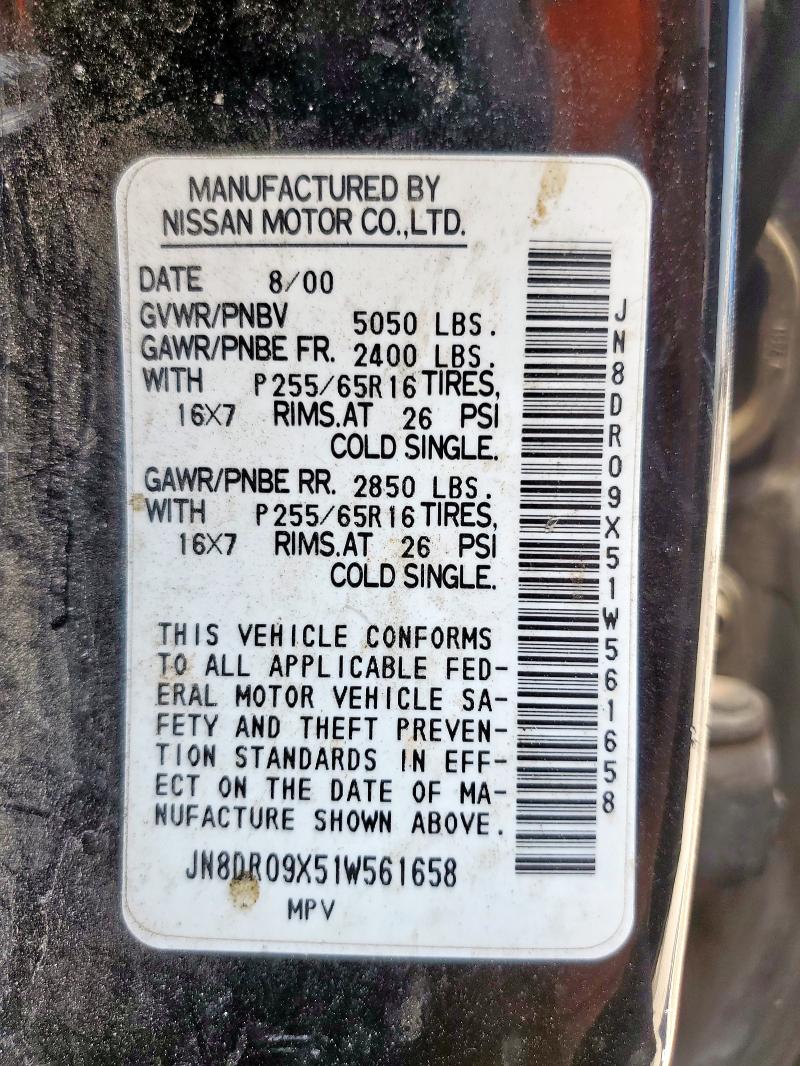 MANUFACTURED BY
NISSAN MOTOR CO.,LTD.
DATE 8/00
GVWR/PNBV 5050 LBS.
GAWR/PNBE FR. 2400 LBS.
WITH P255/65R16 TIRES,
16X7 RIMS.AT 26 PSI
COLD SINGLE.
GAWR/PNBE RR. 2850 LBS.
WITH P255/65R16 TIRES,
16X7 RIMS.AT 26 PSI
COLD SINGLE.
THIS VEHICLE CONFORMS
TO ALL APPLICABLE FED-
ERAL MOTOR VEHICLE SA-
FETY AND THEFT PREVEN-
TION STANDARDS IN EFF-
ECT ON THE DATE OF MA-
NUFACTURE SHOWN ABOVE.
JN8DR09X51W561658
MPV
JN8DR09X51W561658